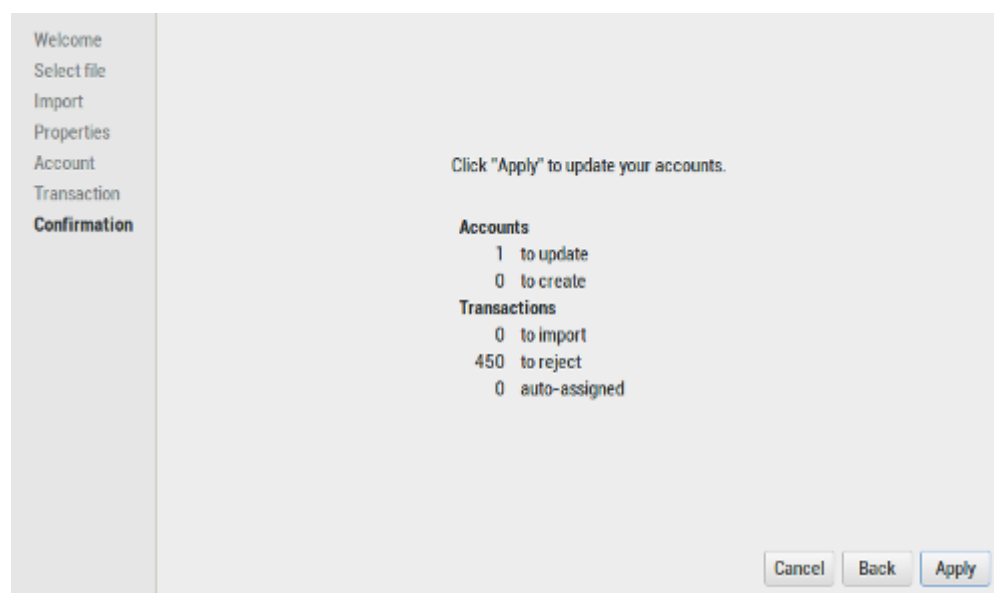 Welcome
Select file
Import
Properties
Account
Transaction
Confirmation
Click "Apply" to update your accounts.
Accounts
1 to update
0 to create
Transactions
0 to import
450 to reject
0 auto-assigned
Cancel Back Apply